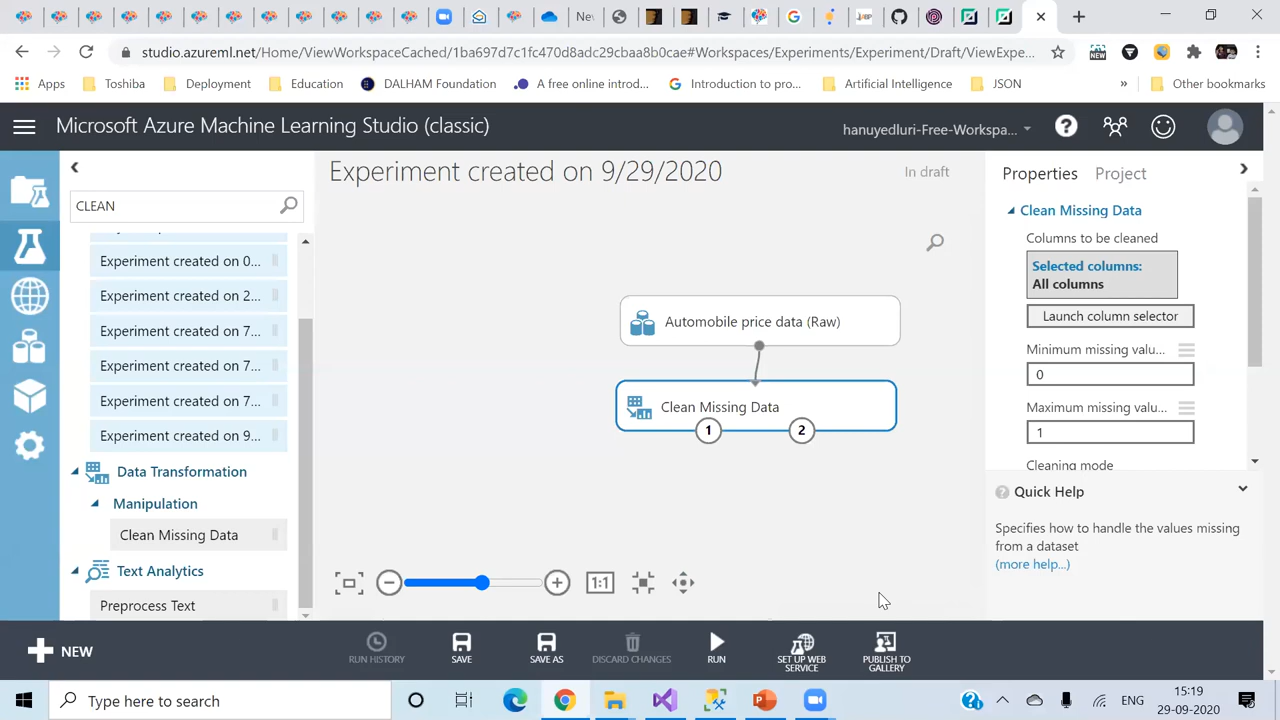 New
NEW
studio.azureml.net/Home/ViewWorkspaceCached/1ba697d7c1fc470d8adc29cbaa8b0cae#Workspaces/Experiments/Experiment/Draft/ViewExpe...
Apps
Toshiba
Deployment
Education
DALHAM Foundation
A free online introd...
Introduction to pro...
Artificial Intelligence
JSON
»
Other bookmarks
Microsoft Azure Machine Learning Studio (classic)
hanuyedluri-Free-Workspa...
CLEAN
Experiment created on 0...
Experiment created on 2...
Experiment created on 7...
Experiment created on 7...
Experiment created on 7...
Experiment created on 9...
Data Transformation
Manipulation
Clean Missing Data
Text Analytics
Preprocess Text
Experiment created on 9/29/2020
In draft
Automobile price data (Raw)
Clean Missing Data
1
2
1:1
Properties
Project
Clean Missing Data
Columns to be cleaned
Selected columns:
All columns
Launch column selector
Minimum missing valu...
0
Maximum missing valu...
1
Cleaning mode
Quick Help
Specifies how to handle the values missing
from a dataset
(more help...)
NEW
RUN HISTORY
SAVE
SAVE AS
DISCARD CHANGES
RUN
SET UP WEB
SERVICE
PUBLISH TO
GALLERY
Type here to search
ENG
15:19
29-09-2020